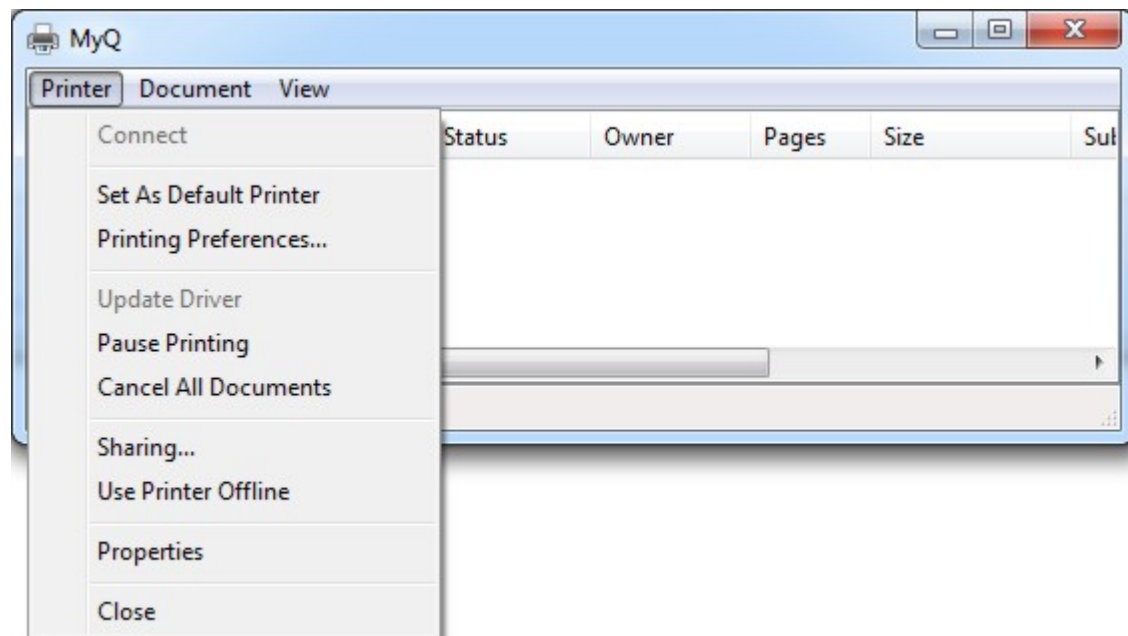 MyQ
Printer Document View
Connect Status Owner Pages Size Sub
Set As Default Printer
Printing Preferences...
Update Driver
Pause Printing
Cancel All Documents
Sharing...
Use Printer Offline
Properties
Close